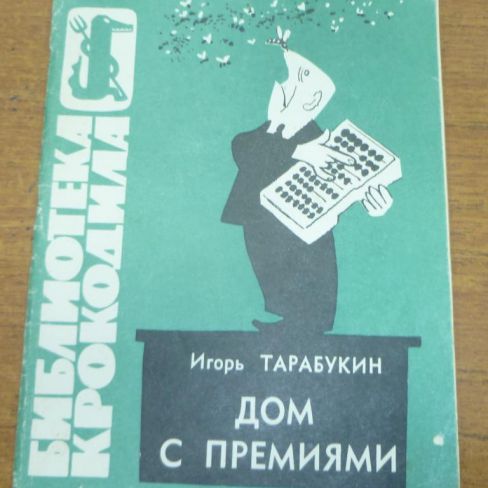 БИБЛИОТЕКА
КРОКОДИЛА
Игорь ТАРАБУКИН
ДОМ
С ПРЕМИЯМИ